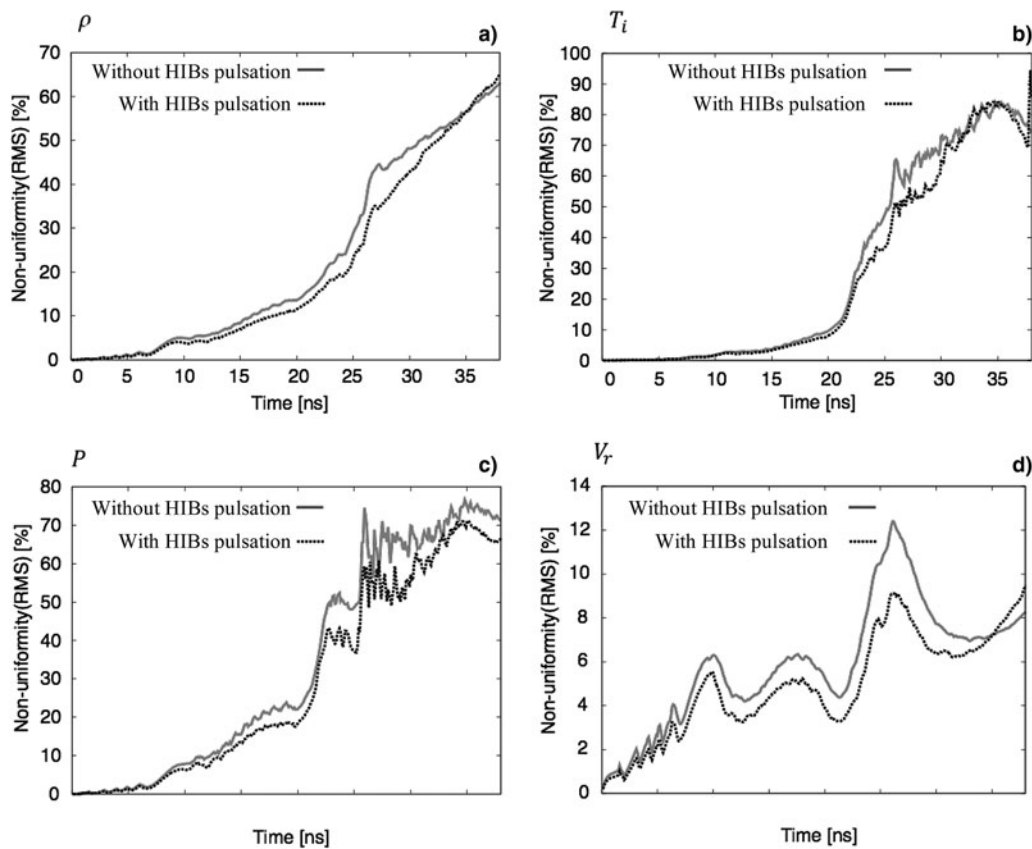 ρ
a)
Without HIBs pulsation
With HIBs pulsation
Non-uniformity(RMS) [%]
70
60
50
40
30
20
10
0
0 5 10 15 20 25 30 35
Time [ns]
T_i
b)
Without HIBs pulsation
With HIBs pulsation
Non-uniformity(RMS) [%]
100
90
80
70
60
50
40
30
20
10
0
0 5 10 15 20 25 30 35
Time [ns]
P
c)
Without HIBs pulsation
With HIBs pulsation
Non-uniformity(RMS) [%]
80
70
60
50
40
30
20
10
0
Time [ns]
V_r
d)
Without HIBs pulsation
With HIBs pulsation
Non-uniformity(RMS) [%]
14
12
10
8
6
4
2
0
Time [ns]